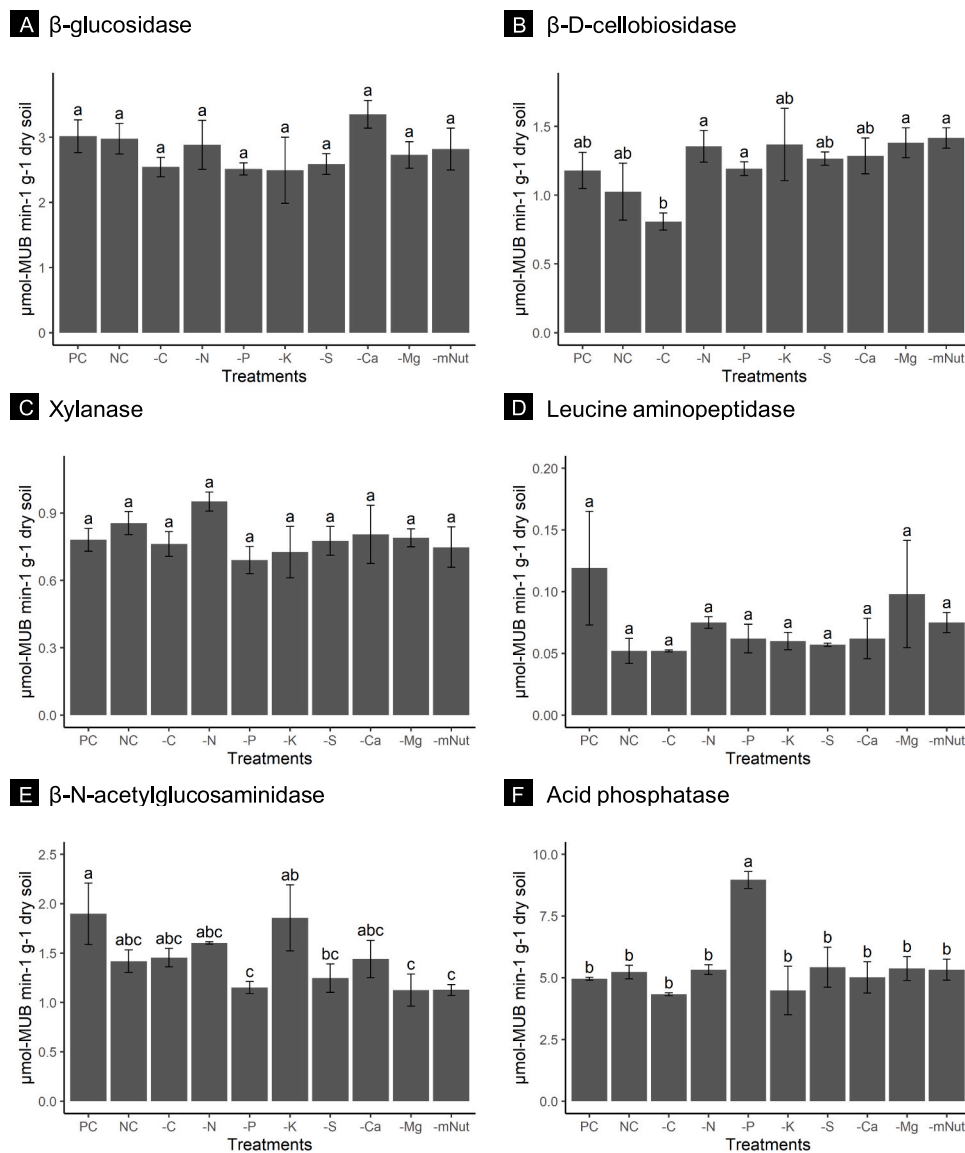 A β-glucosidase
a a a a a a a a a a
μmol-MUB min-1 g-1 dry soil
3
2
1
0
PC NC -C -N -P -K -S -Ca -Mg -mNut
Treatments
B β-D-cellobiosidase
ab ab b a a ab ab ab a a
μmol-MUB min-1 g-1 dry soil
1.5
1.0
0.5
0.0
PC NC -C -N -P -K -S -Ca -Mg -mNut
Treatments
C Xylanase
a a a a a a a a a a
μmol-MUB min-1 g-1 dry soil
0.9
0.6
0.3
0.0
PC NC -C -N -P -K -S -Ca -Mg -mNut
Treatments
D Leucine aminopeptidase
a a a a a a a a a a
μmol-MUB min-1 g-1 dry soil
0.20
0.15
0.10
0.05
0.00
PC NC -C -N -P -K -S -Ca -Mg -mNut
Treatments
E β-N-acetylglucosaminidase
a abc abc abc c ab bc abc c c
μmol-MUB min-1 g-1 dry soil
2.5
2.0
1.5
1.0
0.5
0.0
PC NC -C -N -P -K -S -Ca -Mg -mNut
Treatments
F Acid phosphatase
b b b b a b b b b b
μmol-MUB min-1 g-1 dry soil
10.0
7.5
5.0
2.5
0.0
PC NC -C -N -P -K -S -Ca -Mg -mNut
Treatments